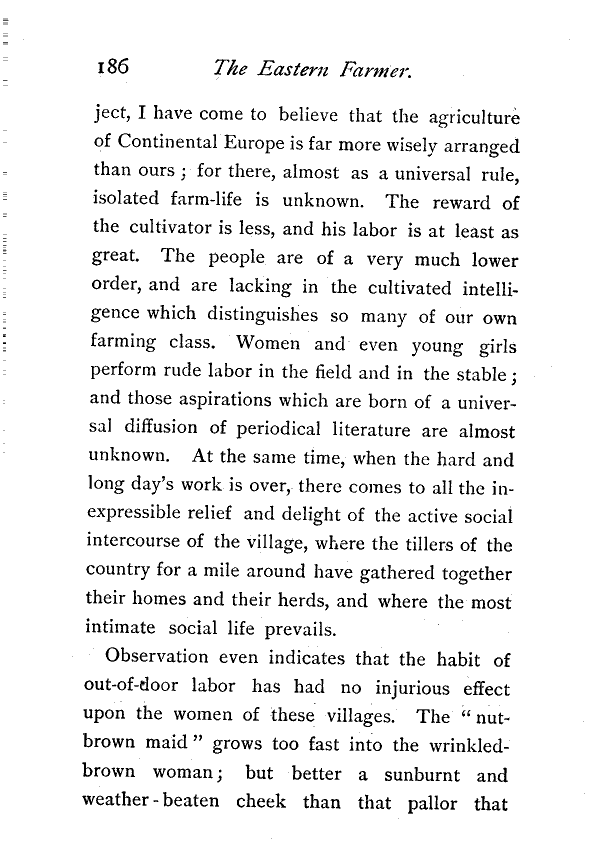 186 The Eastern Farmer.
ject, I have come to believe that the agriculture
of Continental Europe is far more wisely arranged
than ours ; for there, almost as a universal rule,
isolated farm-life is unknown. The reward of
the cultivator is less, and his labor is at least as
great. The people are of a very much lower
order, and are lacking in the cultivated intelli-
gence which distinguishes so many of our own
farming class. Women and even young girls
perform rude labor in the field and in the stable ;
and those aspirations which are born of a univer-
sal diffusion of periodical literature are almost
unknown. At the same time, when the hard and
long day's work is over, there comes to all the in-
expressible relief and delight of the active social
intercourse of the village, where the tillers of the
country for a mile around have gathered together
their homes and their herds, and where the most
intimate social life prevails.
Observation even indicates that the habit of
out-of-door labor has had no injurious effect
upon the women of these villages. The “ nut-
brown maid ” grows too fast into the wrinkled-
brown woman; but better a sunburnt and
weather-beaten cheek than that pallor that